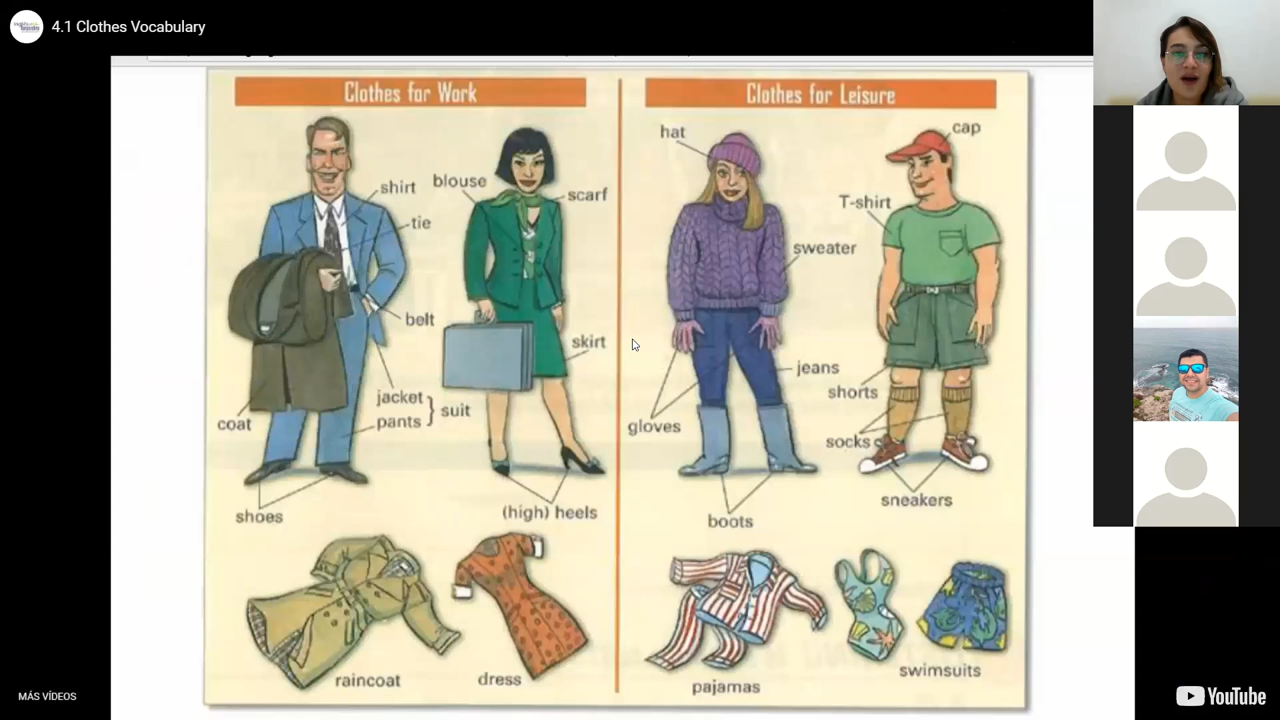 4.1 Clothes Vocabulary
Clothes for Work
Clothes for Leisure
shirt
tie
blouse
scarf
belt
skirt
jacket
pants
suit
coat
shoes
(high) heels
raincoat
dress
hat
cap
T-shirt
sweater
jeans
shorts
gloves
socks
sneakers
boots
pajamas
swimsuits
MÁS VÍDEOS
YouTube